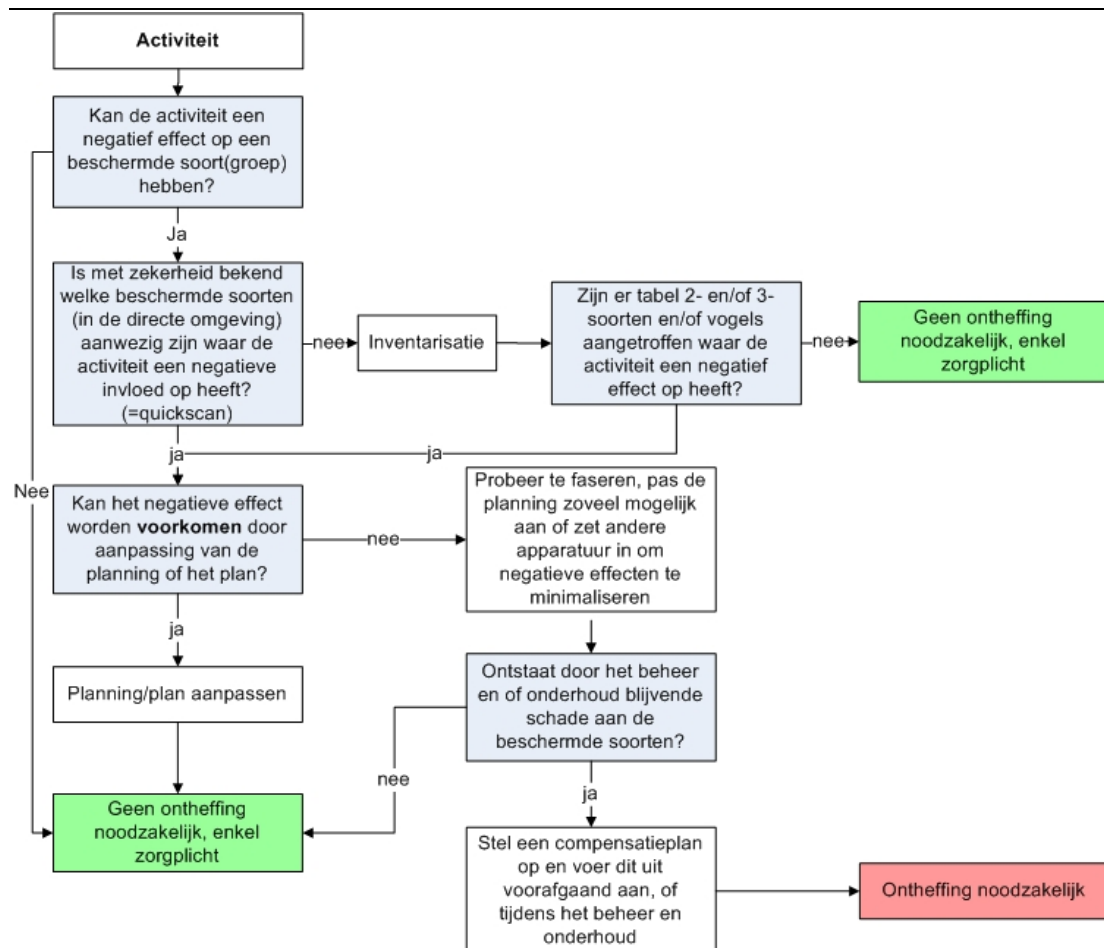 Activiteit
Kan de activiteit een
negatief effect op een
beschermde soort(groep)
hebben?
Ja
Nee
Is met zekerheid bekend
welke beschermde soorten
(in de directe omgeving)
aanwezig zijn waar de
activiteit een negatieve
invloed op heeft?
(=quickscan)
nee
Inventarisatie
Zijn er tabel 2- en/of 3-
soorten en/of vogels
aangetroffen waar de
activiteit een negatief
effect op heeft?
nee
Geen ontheffing
noodzakelijk, enkel
zorgplicht
ja
ja
Kan het negatieve effect
worden voorkomen door
aanpassing van de
planning of het plan?
nee
Probeer te faseren, pas de
planning zoveel mogelijk
aan of zet andere
apparatuur in om
negatieve effecten te
minimaliseren
ja
Planning/plan aanpassen
Ontstaat door het beheer
en of onderhoud blijvende
schade aan de
beschermde soorten?
nee
ja
Geen ontheffing
noodzakelijk, enkel
zorgplicht
Stel een compensatieplan
op en voer dit uit
voorafgaand aan, of
tijdens het beheer en
onderhoud
Ontheffing noodzakelijk